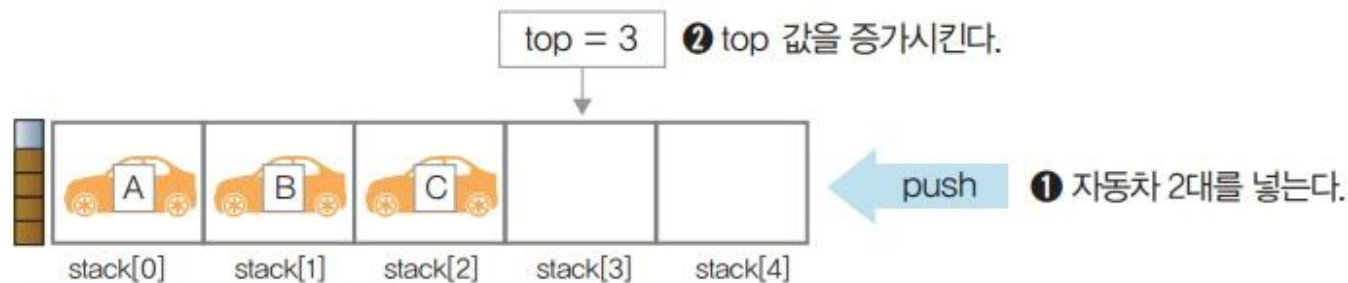 top = 3 ❷ top 값을 증가시킨다.
A B C
push ❶ 자동차 2대를 넣는다.
stack[0] stack[1] stack[2] stack[3] stack[4]